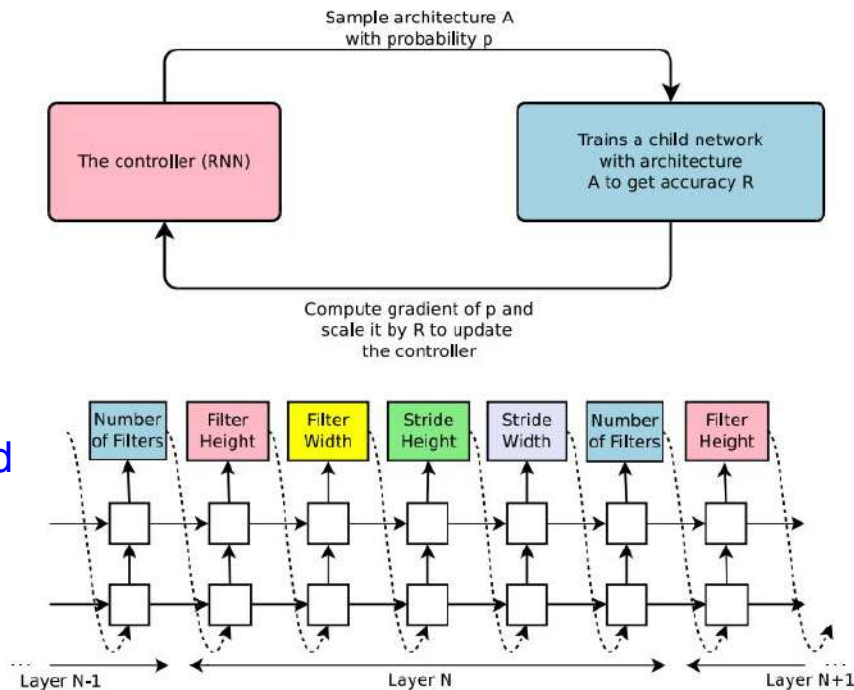 Sample architecture A
with probability p
The controller (RNN)
Trains a child network
with architecture
A to get accuracy R
Compute gradient of p and
scale it by R to update
the controller
d
Number
of Filters
Filter
Height
Filter
Width
Stride
Height
Stride
Width
Number
of Filters
Filter
Height
... Layer N-1
Layer N
Layer N+1 ...